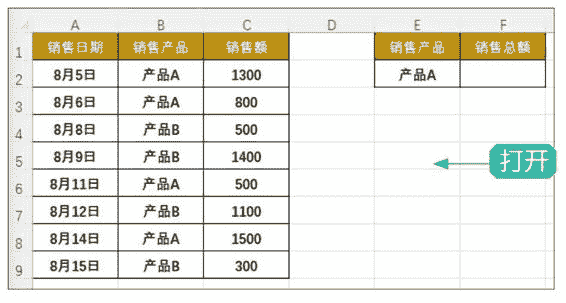 A B C D E F
1 销售日期 销售产品 销售额 销售产品 销售总额
2 8月5日 产品A 1300 产品A
3 8月6日 产品A 800
4 8月8日 产品B 500
5 8月9日 产品B 1400 打开
6 8月11日 产品A 500
7 8月12日 产品B 1100
8 8月14日 产品A 1500
9 8月15日 产品B 300